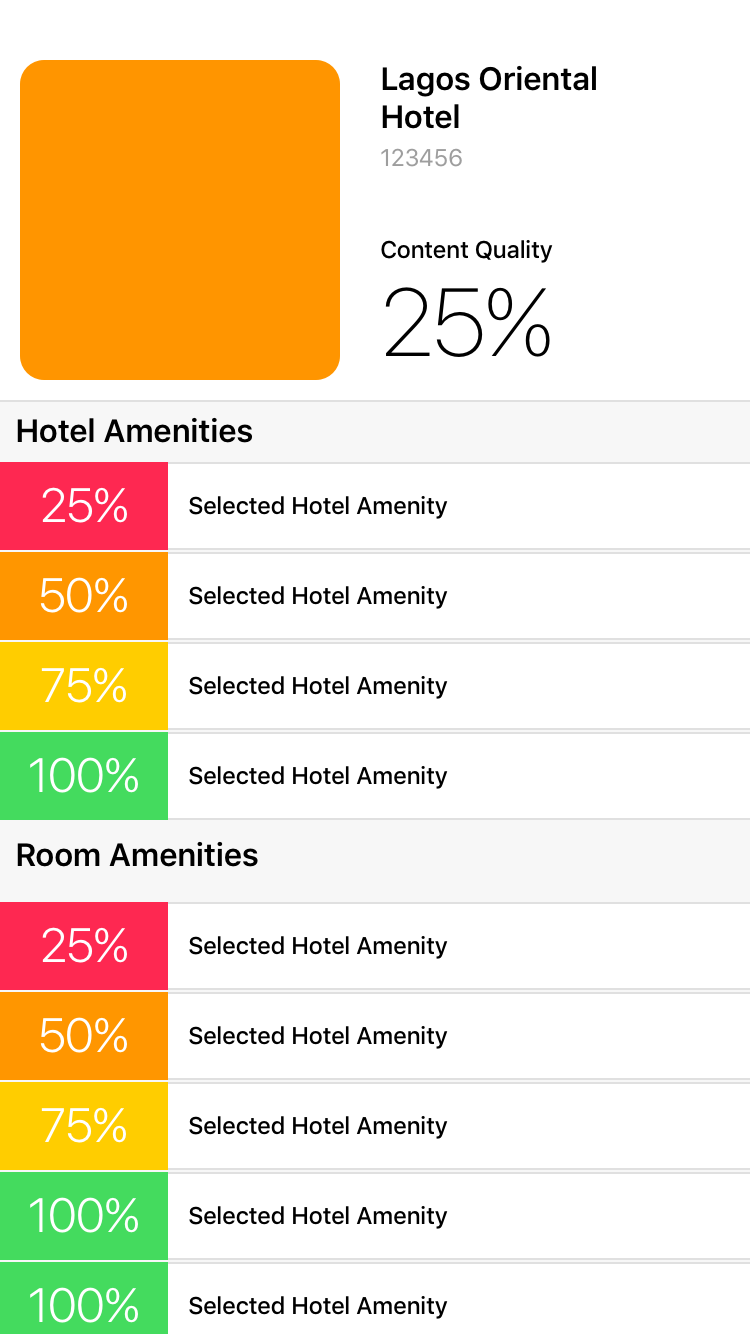 Lagos Oriental
Hotel
123456
Content Quality
25%
Hotel Amenities
25% Selected Hotel Amenity
50% Selected Hotel Amenity
75% Selected Hotel Amenity
100% Selected Hotel Amenity
Room Amenities
25% Selected Hotel Amenity
50% Selected Hotel Amenity
75% Selected Hotel Amenity
100% Selected Hotel Amenity
100% Selected Hotel Amenity